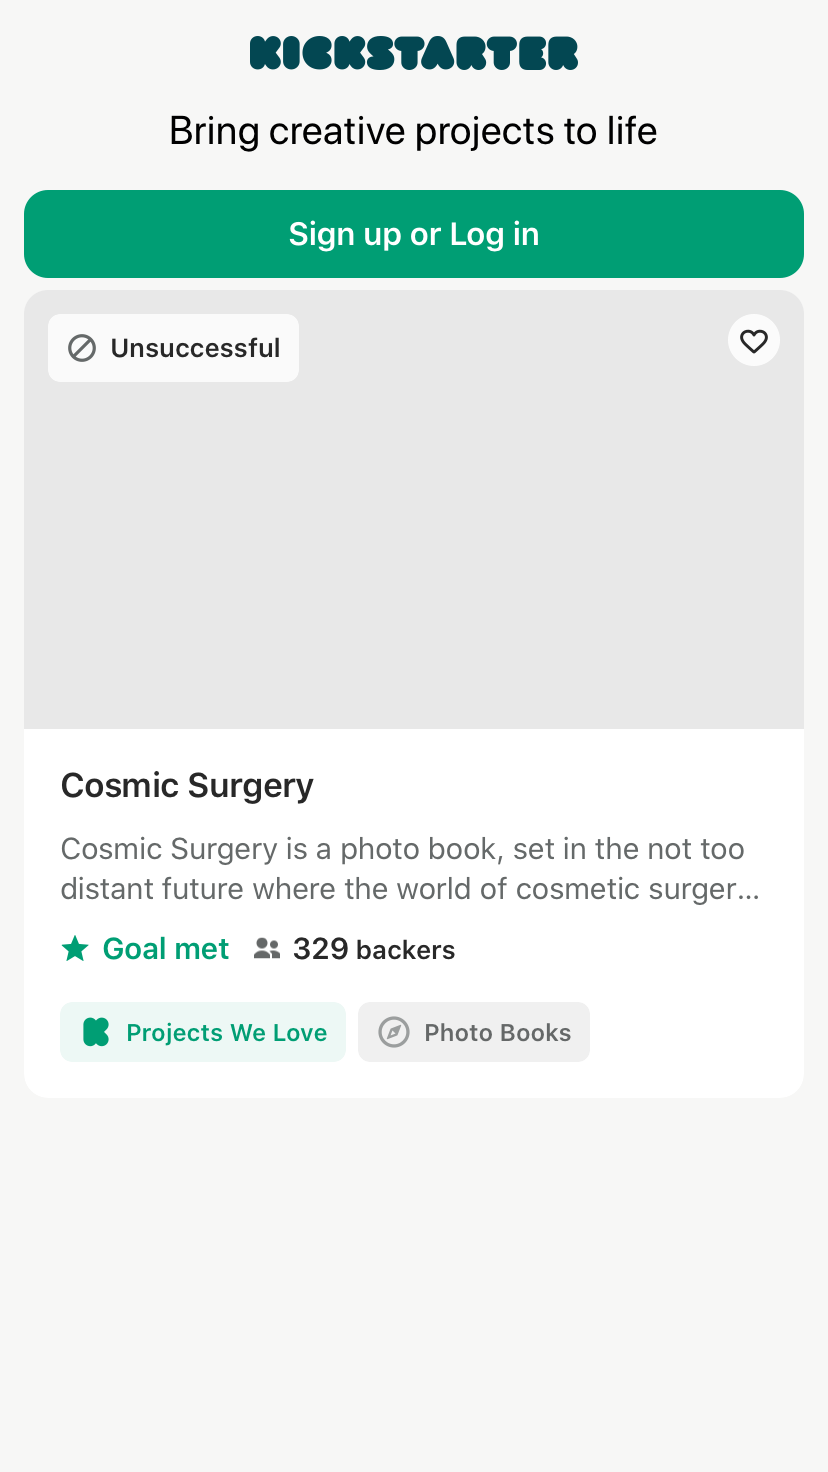 KICKSTARTER
Bring creative projects to life
Sign up or Log in
Unsuccessful
Cosmic Surgery
Cosmic Surgery is a photo book, set in the not too
distant future where the world of cosmetic surger...
Goal met 329 backers
Projects We Love Photo Books